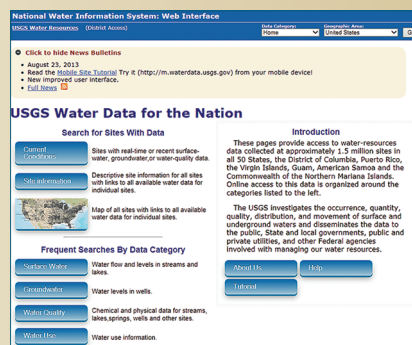 National Water Information System: Web Interface
USGS Water Resources (District Access)
Data Category:
Home
Geographic Area:
United States
Click to hide News Bulletins
August 23, 2013
Read the Mobile Site Tutorial Try it (http://m.waterdata.usgs.gov) from your mobile device!
New improved user interface.
Full News
USGS Water Data for the Nation
Search for Sites With Data
Current
Conditions
Sites with real-time or recent surface-
water, groundwater,or water-quality data.
Site information
Descriptive site information for all sites
with links to all available water data for
individual sites.
Map of all sites with links to all available
water data for individual sites.
Frequent Searches By Data Category
Surface Water
Water flow and levels in streams and
lakes.
Groundwater
Water levels in wells.
Water Quality
Chemical and physical data for streams,
lakes,springs, wells and other sites.
Water Use
Water use information.
Introduction
These pages provide access to water-resources
data collected at approximately 1.5 million sites in
all 50 States, the District of Columbia, Puerto Rico,
the Virgin Islands, Guam, American Samoa and the
Commonwealth of the Northern Mariana Islands.
Online access to this data is organized around the
categories listed to the left.
The USGS investigates the occurrence, quantity,
quality, distribution, and movement of surface and
underground waters and disseminates the data to
the public, State and local governments, public and
private utilities, and other Federal agencies
involved with managing our water resources.
About Us
Help
Tutorial